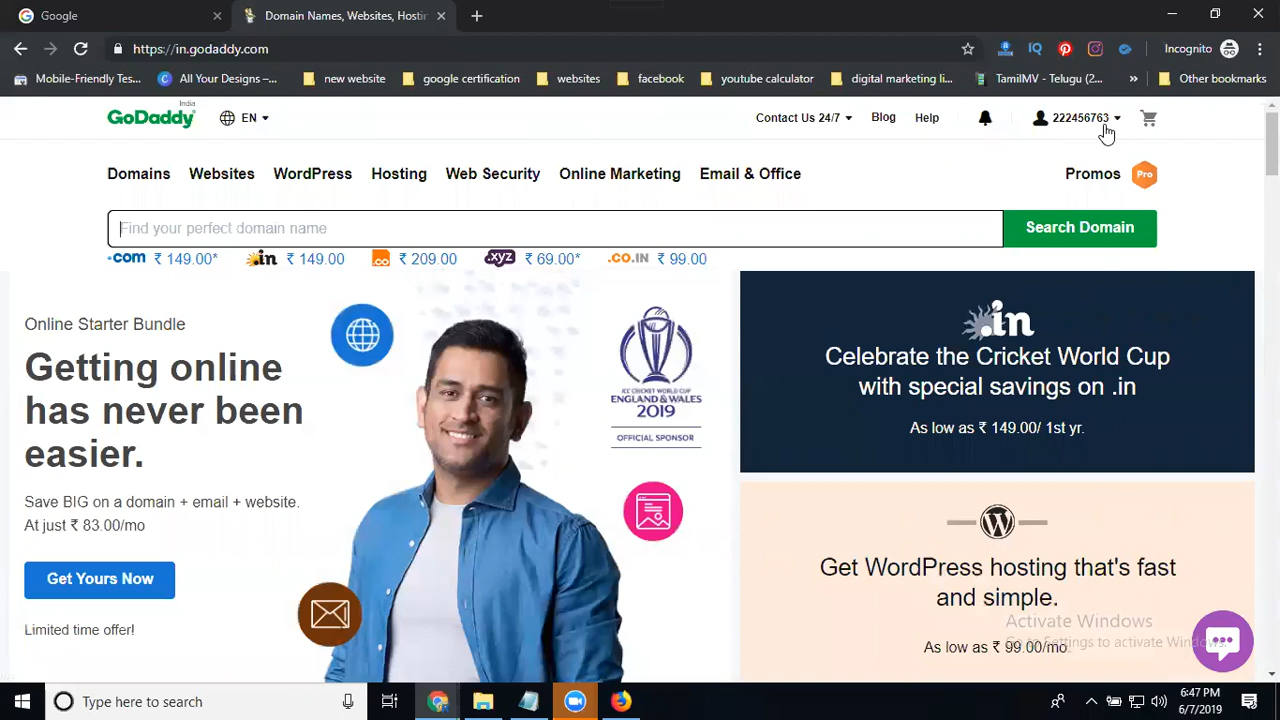 Google
Domain Names, Websites, Hostin
https://in.godaddy.com
Incognito
Mobile-Friendly Tes...
All Your Designs –...
new website
google certification
websites
facebook
youtube calculator
digital marketing li...
TamilMV - Telugu (2...
Other bookmarks
India
GoDaddy
EN
Contact Us 24/7
Blog
Help
222456763
Domains
Websites
WordPress
Hosting
Web Security
Online Marketing
Email & Office
Promos
Pro
Find your perfect domain name
Search Domain
.com ₹ 149.00*
.in ₹ 149.00
.co ₹ 209.00
.xyz ₹ 69.00*
.CO.IN ₹ 99.00
Online Starter Bundle
Getting online
has never been
easier.
Save BIG on a domain + email + website.
At just ₹ 83.00/mo
Get Yours Now
Limited time offer!
ICC CRICKET WORLD CUP
ENGLAND & WALES
2019
OFFICIAL SPONSOR
.in
Celebrate the Cricket World Cup
with special savings on .in
As low as ₹ 149.00/ 1st yr.
Get WordPress hosting that's fast
and simple.
As low as ₹ 99.00/mo.
Activate Windows
Go to Settings to activate Windows.
Type here to search
6:47 PM
6/7/2019